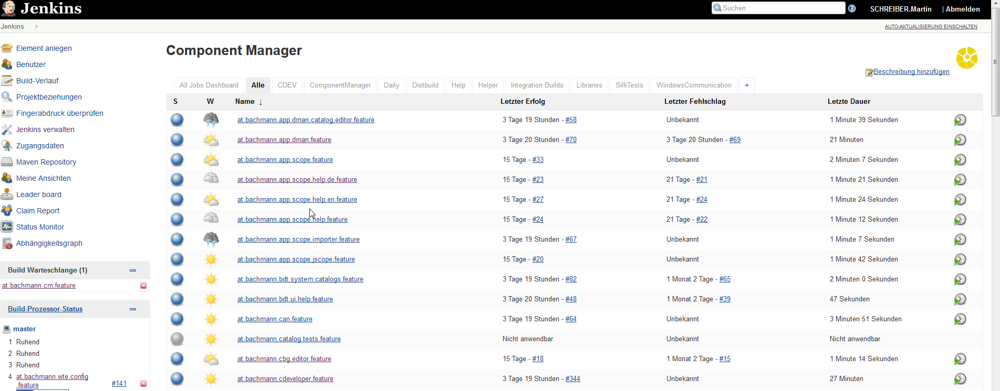 Jenkins
Suchen
SCHREIBER.Martin | Abmelden
Jenkins
AUTO-AKTUALISIERUNG EINSCHALTEN
Element anlegen
Benutzer
Build-Verlauf
Projektbeziehungen
Fingerabdruck überprüfen
Jenkins verwalten
Zugangsdaten
Maven Repository
Meine Ansichten
Leader board
Claim Report
Status Monitor
Abhängigkeitsgraph
Build Warteschlange (1)
at.bachmann.cm.feature
Build-Prozessor-Status
master
1 Ruhend
2 Ruhend
3 Ruhend
4 at.bachmann.wte.config
.feature #141
Component Manager
Beschreibung hinzufügen
All Jobs Dashboard Alle CDEV ComponentManager Daily Distbuild Help Helper Integration Builds Libraries SilkTests WindowsCommunication +
S W Name ↓ Letzter Erfolg Letzter Fehlschlag Letzte Dauer
at.bachmann.app.dman.catalog.editor.feature 3 Tage 19 Stunden - #58 Unbekannt 1 Minute 39 Sekunden
at.bachmann.app.dman.feature 3 Tage 20 Stunden - #70 3 Tage 20 Stunden - #69 21 Minuten
at.bachmann.app.scope.feature 15 Tage - #33 Unbekannt 2 Minuten 7 Sekunden
at.bachmann.app.scope.help.de.feature 15 Tage - #23 21 Tage - #21 1 Minute 21 Sekunden
at.bachmann.app.scope.help.en.feature 15 Tage - #27 21 Tage - #24 1 Minute 24 Sekunden
at.bachmann.app.scope.help.feature 15 Tage - #24 21 Tage - #22 1 Minute 12 Sekunden
at.bachmann.app.scope.importer.feature 3 Tage 19 Stunden - #67 Unbekannt 1 Minute 7 Sekunden
at.bachmann.app.scope.jscope.feature 15 Tage - #20 Unbekannt 1 Minute 42 Sekunden
at.bachmann.bdt.system.catalogs.feature 3 Tage 19 Stunden - #82 1 Monat 2 Tage - #65 2 Minuten 0 Sekunden
at.bachmann.bdt.ui.help.feature 3 Tage 20 Stunden - #48 1 Monat 2 Tage - #39 47 Sekunden
at.bachmann.can.feature 3 Tage 19 Stunden - #64 Unbekannt 3 Minuten 51 Sekunden
at.bachmann.catalog.tests.feature Nicht anwendbar Unbekannt Nicht anwendbar
at.bachmann.cbg.editor.feature 15 Tage - #18 1 Monat 2 Tage - #15 1 Minute 14 Sekunden
at.bachmann.cdeveloper.feature 3 Tage 19 Stunden - #344 Unbekannt 27 Minuten